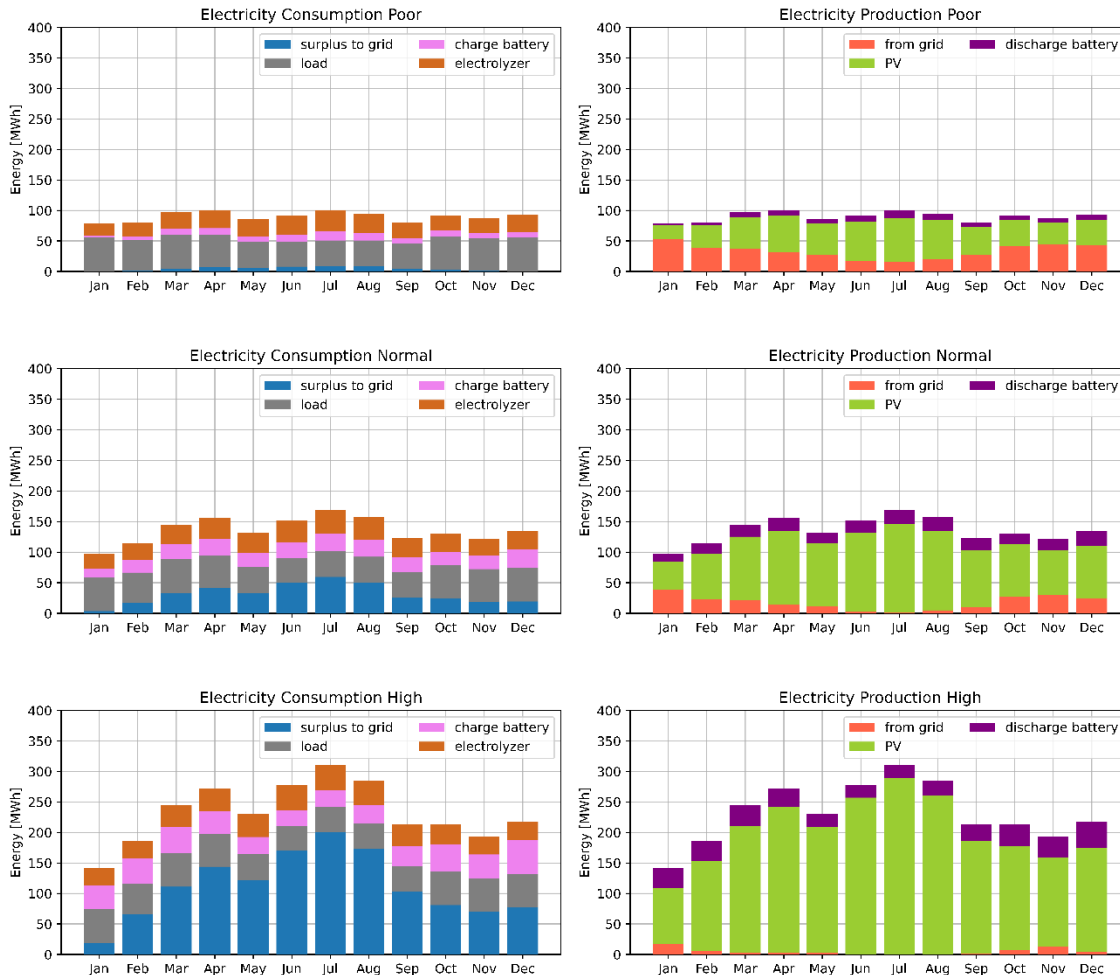 Electricity Consumption Poor
400
350
300
250
200
150
100
50
0
Energy [MWh]
surplus to grid charge battery
load electrolyzer
Jan Feb Mar Apr May Jun Jul Aug Sep Oct Nov Dec
Electricity Production Poor
400
350
300
250
200
150
100
50
0
Energy [MWh]
from grid discharge battery
PV
Jan Feb Mar Apr May Jun Jul Aug Sep Oct Nov Dec
Electricity Consumption Normal
400
350
300
250
200
150
100
50
0
Energy [MWh]
surplus to grid charge battery
load electrolyzer
Jan Feb Mar Apr May Jun Jul Aug Sep Oct Nov Dec
Electricity Production Normal
400
350
300
250
200
150
100
50
0
Energy [MWh]
from grid discharge battery
PV
Jan Feb Mar Apr May Jun Jul Aug Sep Oct Nov Dec
Electricity Consumption High
400
350
300
250
200
150
100
50
0
Energy [MWh]
surplus to grid charge battery
load electrolyzer
Jan Feb Mar Apr May Jun Jul Aug Sep Oct Nov Dec
Electricity Production High
400
350
300
250
200
150
100
50
0
Energy [MWh]
from grid discharge battery
PV
Jan Feb Mar Apr May Jun Jul Aug Sep Oct Nov Dec